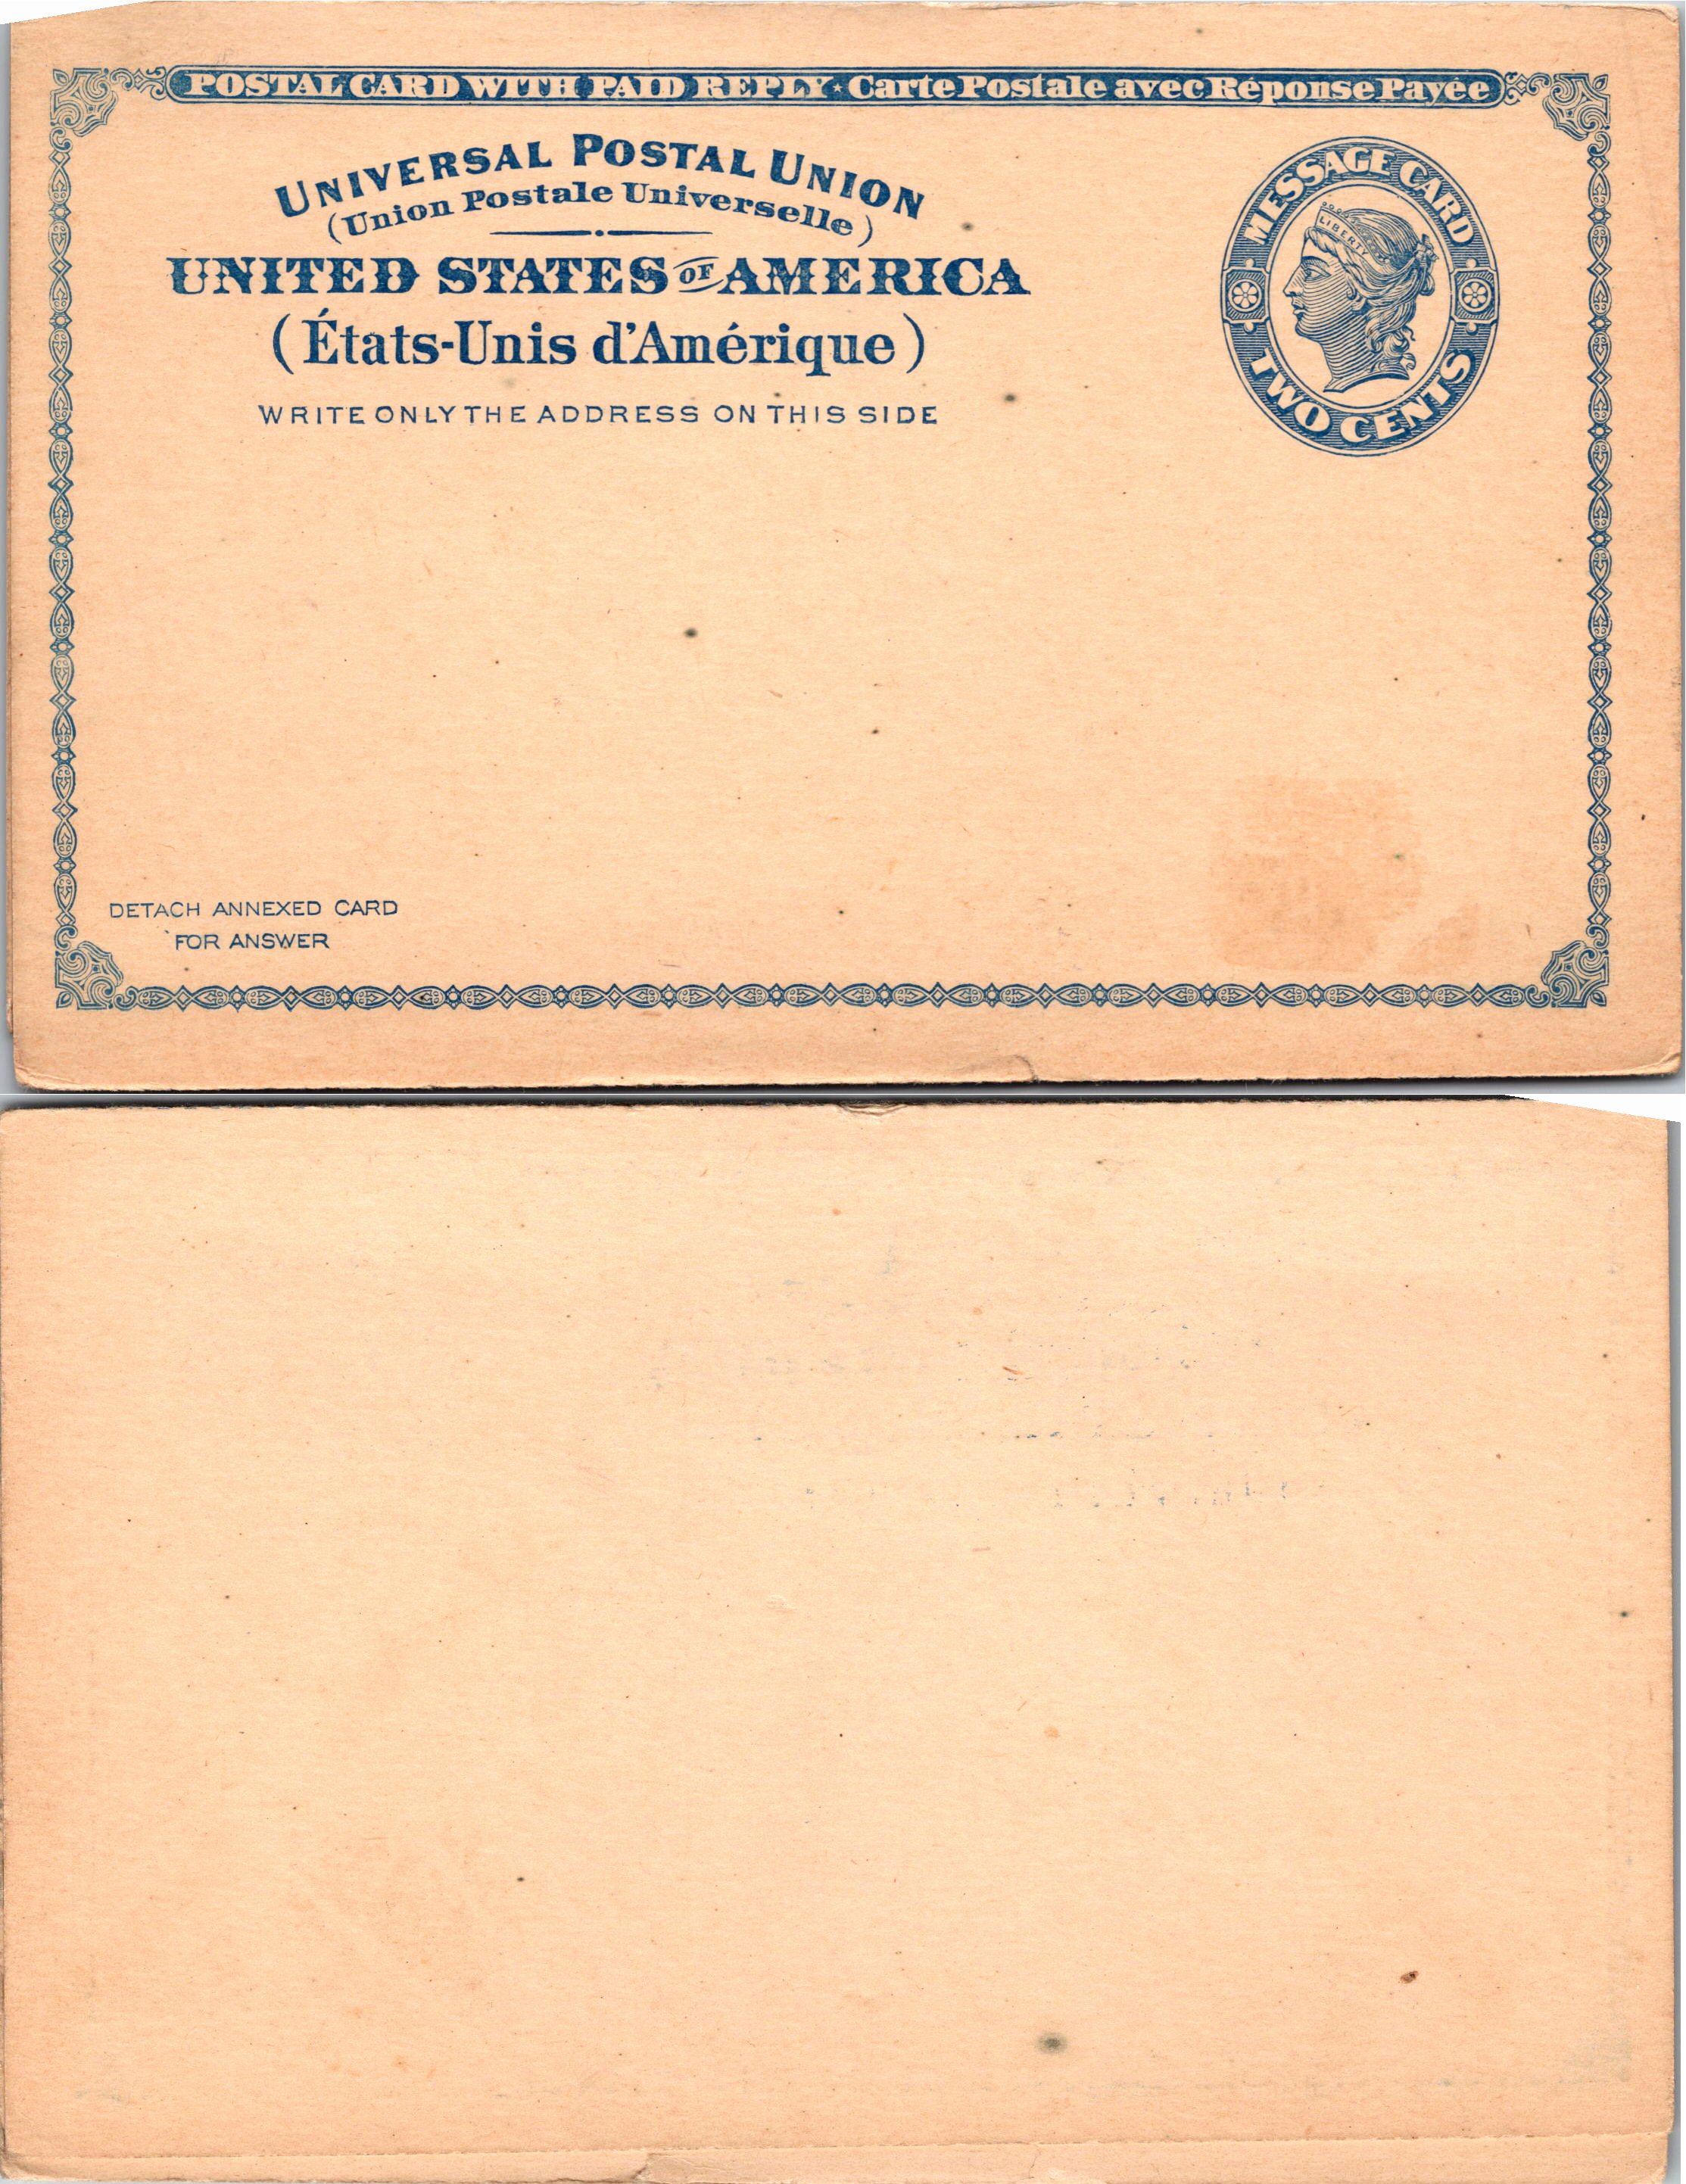 POSTAL CARD WITH PAID REPLY ★ Carte Postale avec Réponse Payée
UNIVERSAL POSTAL UNION
(Union Postale Universelle)
UNITED STATES OF AMERICA
(États-Unis d'Amérique)
WRITE ONLY THE ADDRESS ON THIS SIDE
MESSAGE CARD
LIBERTY
TWO CENTS
DETACH ANNEXED CARD
FOR ANSWER